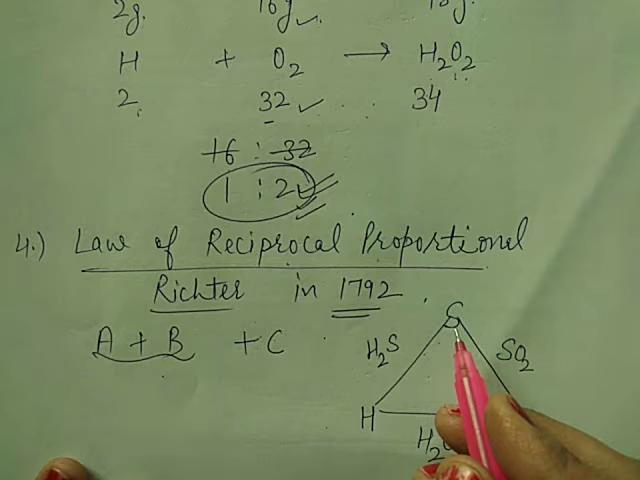 2g. 16g 18g.
H + O₂ → H₂O₂
2. 32 34
16 : 32
1 : 2
4.) Law of Reciprocal Proportional
Richter in 1792.
A + B + C
S
H₂S SO₂
H